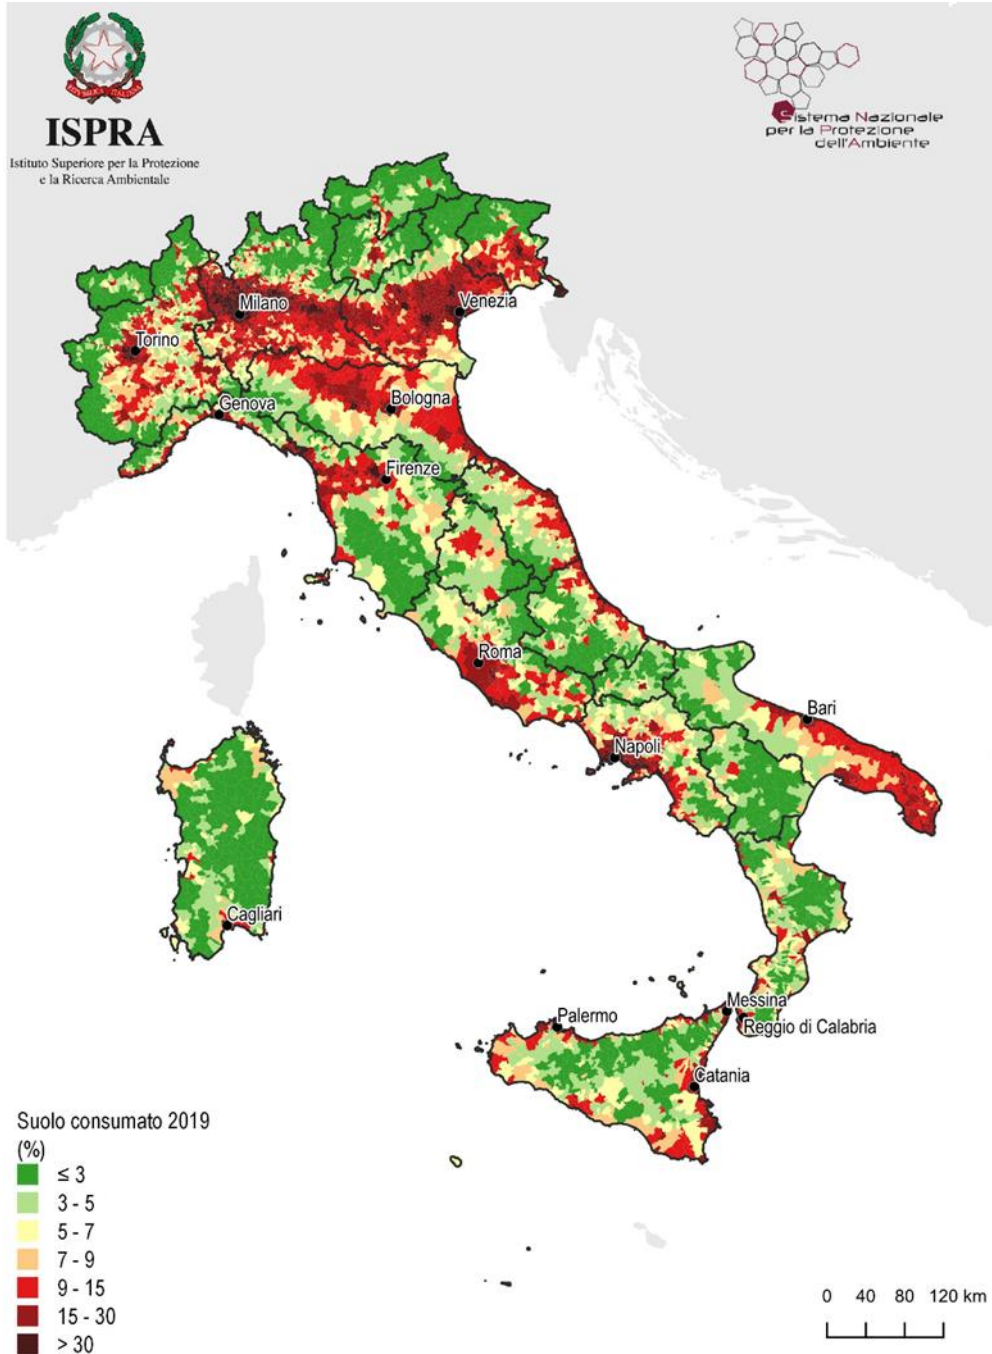 REPVBBLICA ITALIANA
ISPRA
Istituto Superiore per la Protezione
e la Ricerca Ambientale
Sistema Nazionale
per la Protezione
dell'Ambiente
Milano
Venezia
Torino
Genova
Bologna
Firenze
Roma
Bari
Napoli
Cagliari
Messina
Palermo
Reggio di Calabria
Catania
Suolo consumato 2019
(%)
≤ 3
3 - 5
5 - 7
7 - 9
9 - 15
15 - 30
> 30
0 40 80 120 km